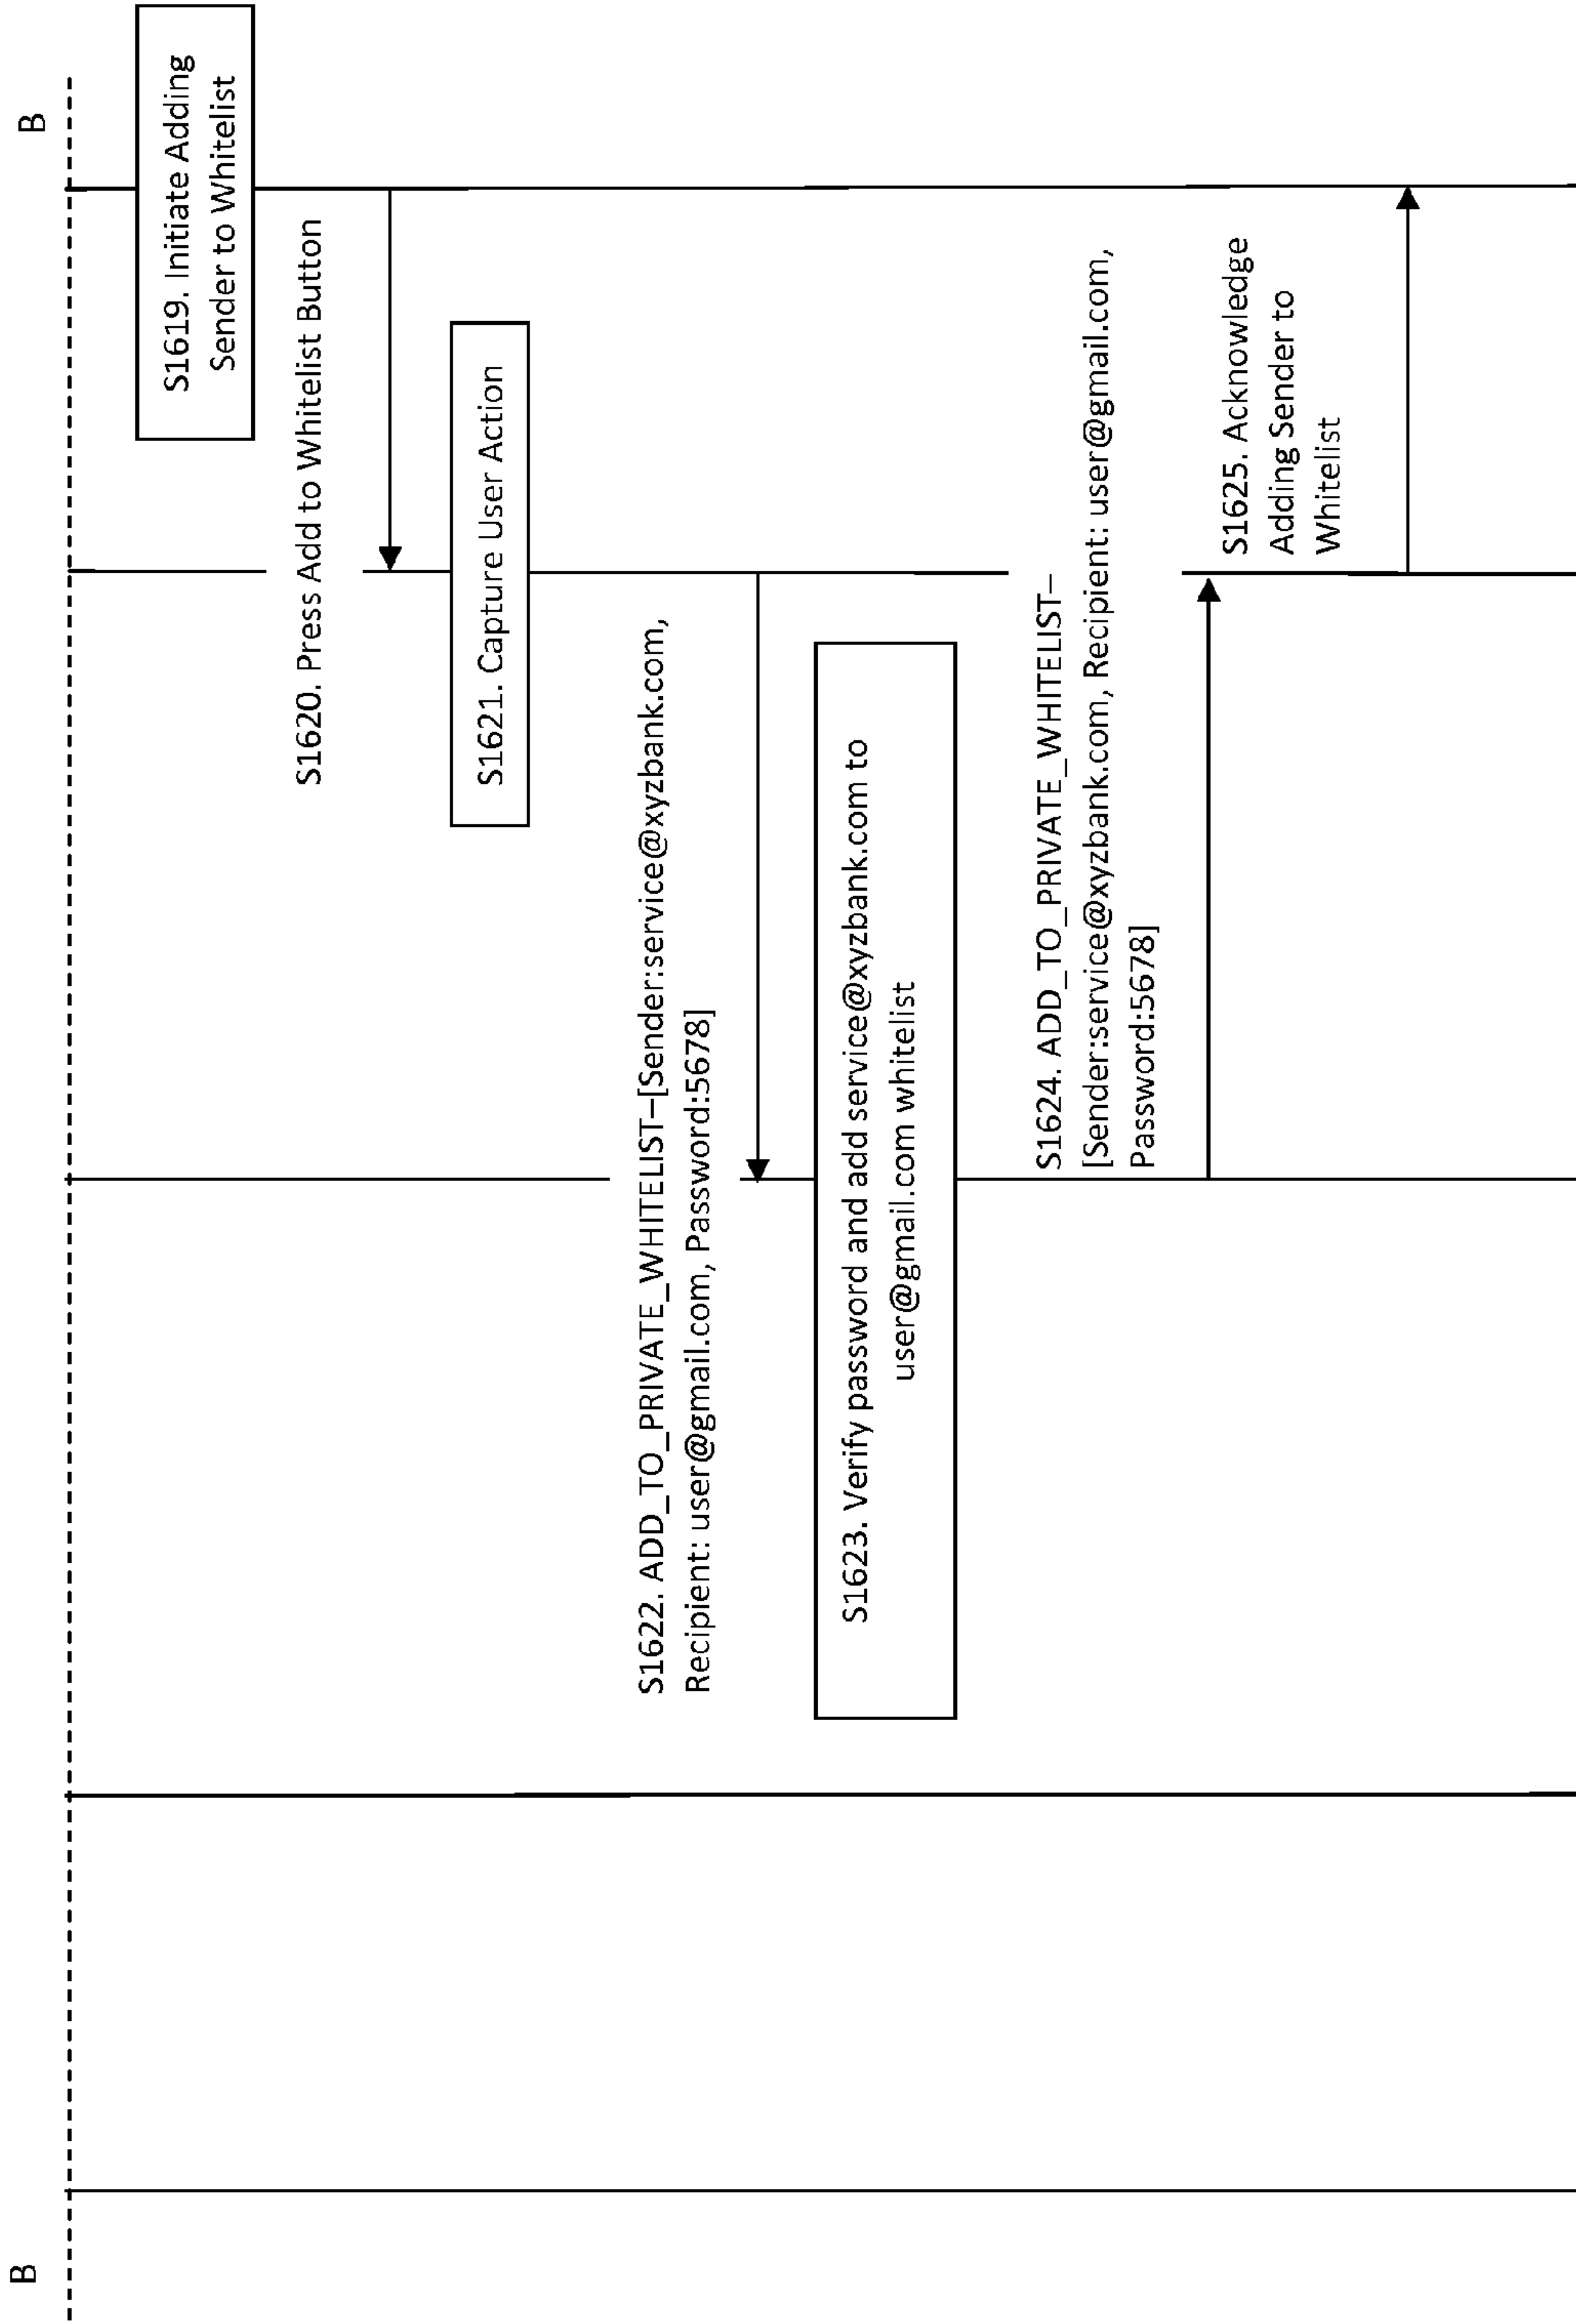 B
B
S1619. Initiate Adding
Sender to Whitelist
S1620. Press Add to Whitelist Button
S1621. Capture User Action
S1622. ADD_TO_PRIVATE_WHITELIST–[Sender:service@xyzbank.com,
Recipient: user@gmail.com, Password:5678]
S1623. Verify password and add service@xyzbank.com to
user@gmail.com whitelist
S1624. ADD_TO_PRIVATE_WHITELIST–
[Sender:service@xyzbank.com, Recipient: user@gmail.com,
Password:5678]
S1625. Acknowledge
Adding Sender to
Whitelist